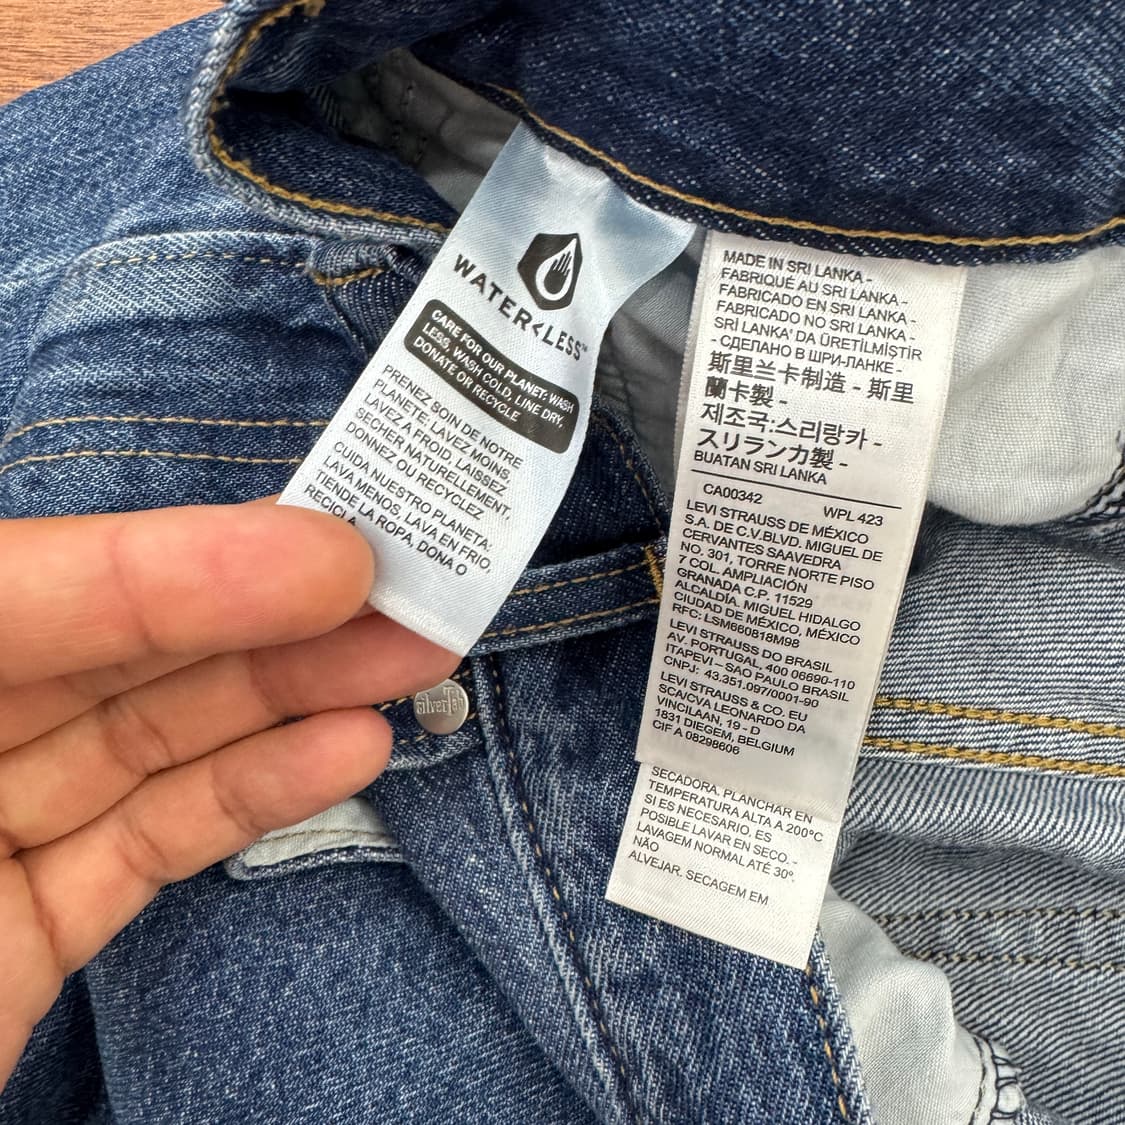 WATER<LESS™
CARE FOR OUR PLANET: WASH
LESS, WASH COLD, LINE DRY,
DONATE OR RECYCLE
PRENEZ SOIN DE NOTRE
PLANETE: LAVEZ MOINS,
LAVEZ A FROID, LAISSEZ
SECHER NATURELLEMENT,
DONNEZ OU RECYCLEZ
CUIDA NUESTRO PLANETA:
LAVA MENOS, LAVA EN FRIO,
TIENDE LA ROPA, DONA O
RECICLA
silverTab
MADE IN SRI LANKA -
FABRIQUÉ AU SRI LANKA -
FABRICADO EN SRI LANKA -
FABRICADO NO SRI LANKA -
SRİ LANKA' DA ÜRETİLMİŞTİR
- СДЕЛАНО В ШРИ-ЛАНКЕ -
斯里兰卡制造 - 斯里
蘭卡製 -
제조국:스리랑카 -
スリランカ製 -
BUATAN SRI LANKA
CA00342 WPL 423
LEVI STRAUSS DE MÉXICO
S.A. DE C.V.BLVD. MIGUEL DE
CERVANTES SAAVEDRA
NO. 301, TORRE NORTE PISO
7 COL. AMPLIACIÓN
GRANADA C.P. 11529
ALCALDÍA. MIGUEL HIDALGO
CIUDAD DE MÉXICO, MÉXICO
RFC: LSM660818M98
LEVI STRAUSS DO BRASIL
AV. PORTUGAL, 400 06690-110
ITAPEVI – SAO PAULO BRASIL
CNPJ: 43.351.097/0001-90
LEVI STRAUSS & CO. EU
SCA/CVA LEONARDO DA
VINCILAAN, 19 - D
1831 DIEGEM, BELGIUM
CIF A 08298606
SECADORA. PLANCHAR EN
TEMPERATURA ALTA A 200°C
SI ES NECESARIO. ES
POSIBLE LAVAR EN SECO. -
LAVAGEM NORMAL ATÉ 30º.
NÃO
ALVEJAR. SECAGEM EM